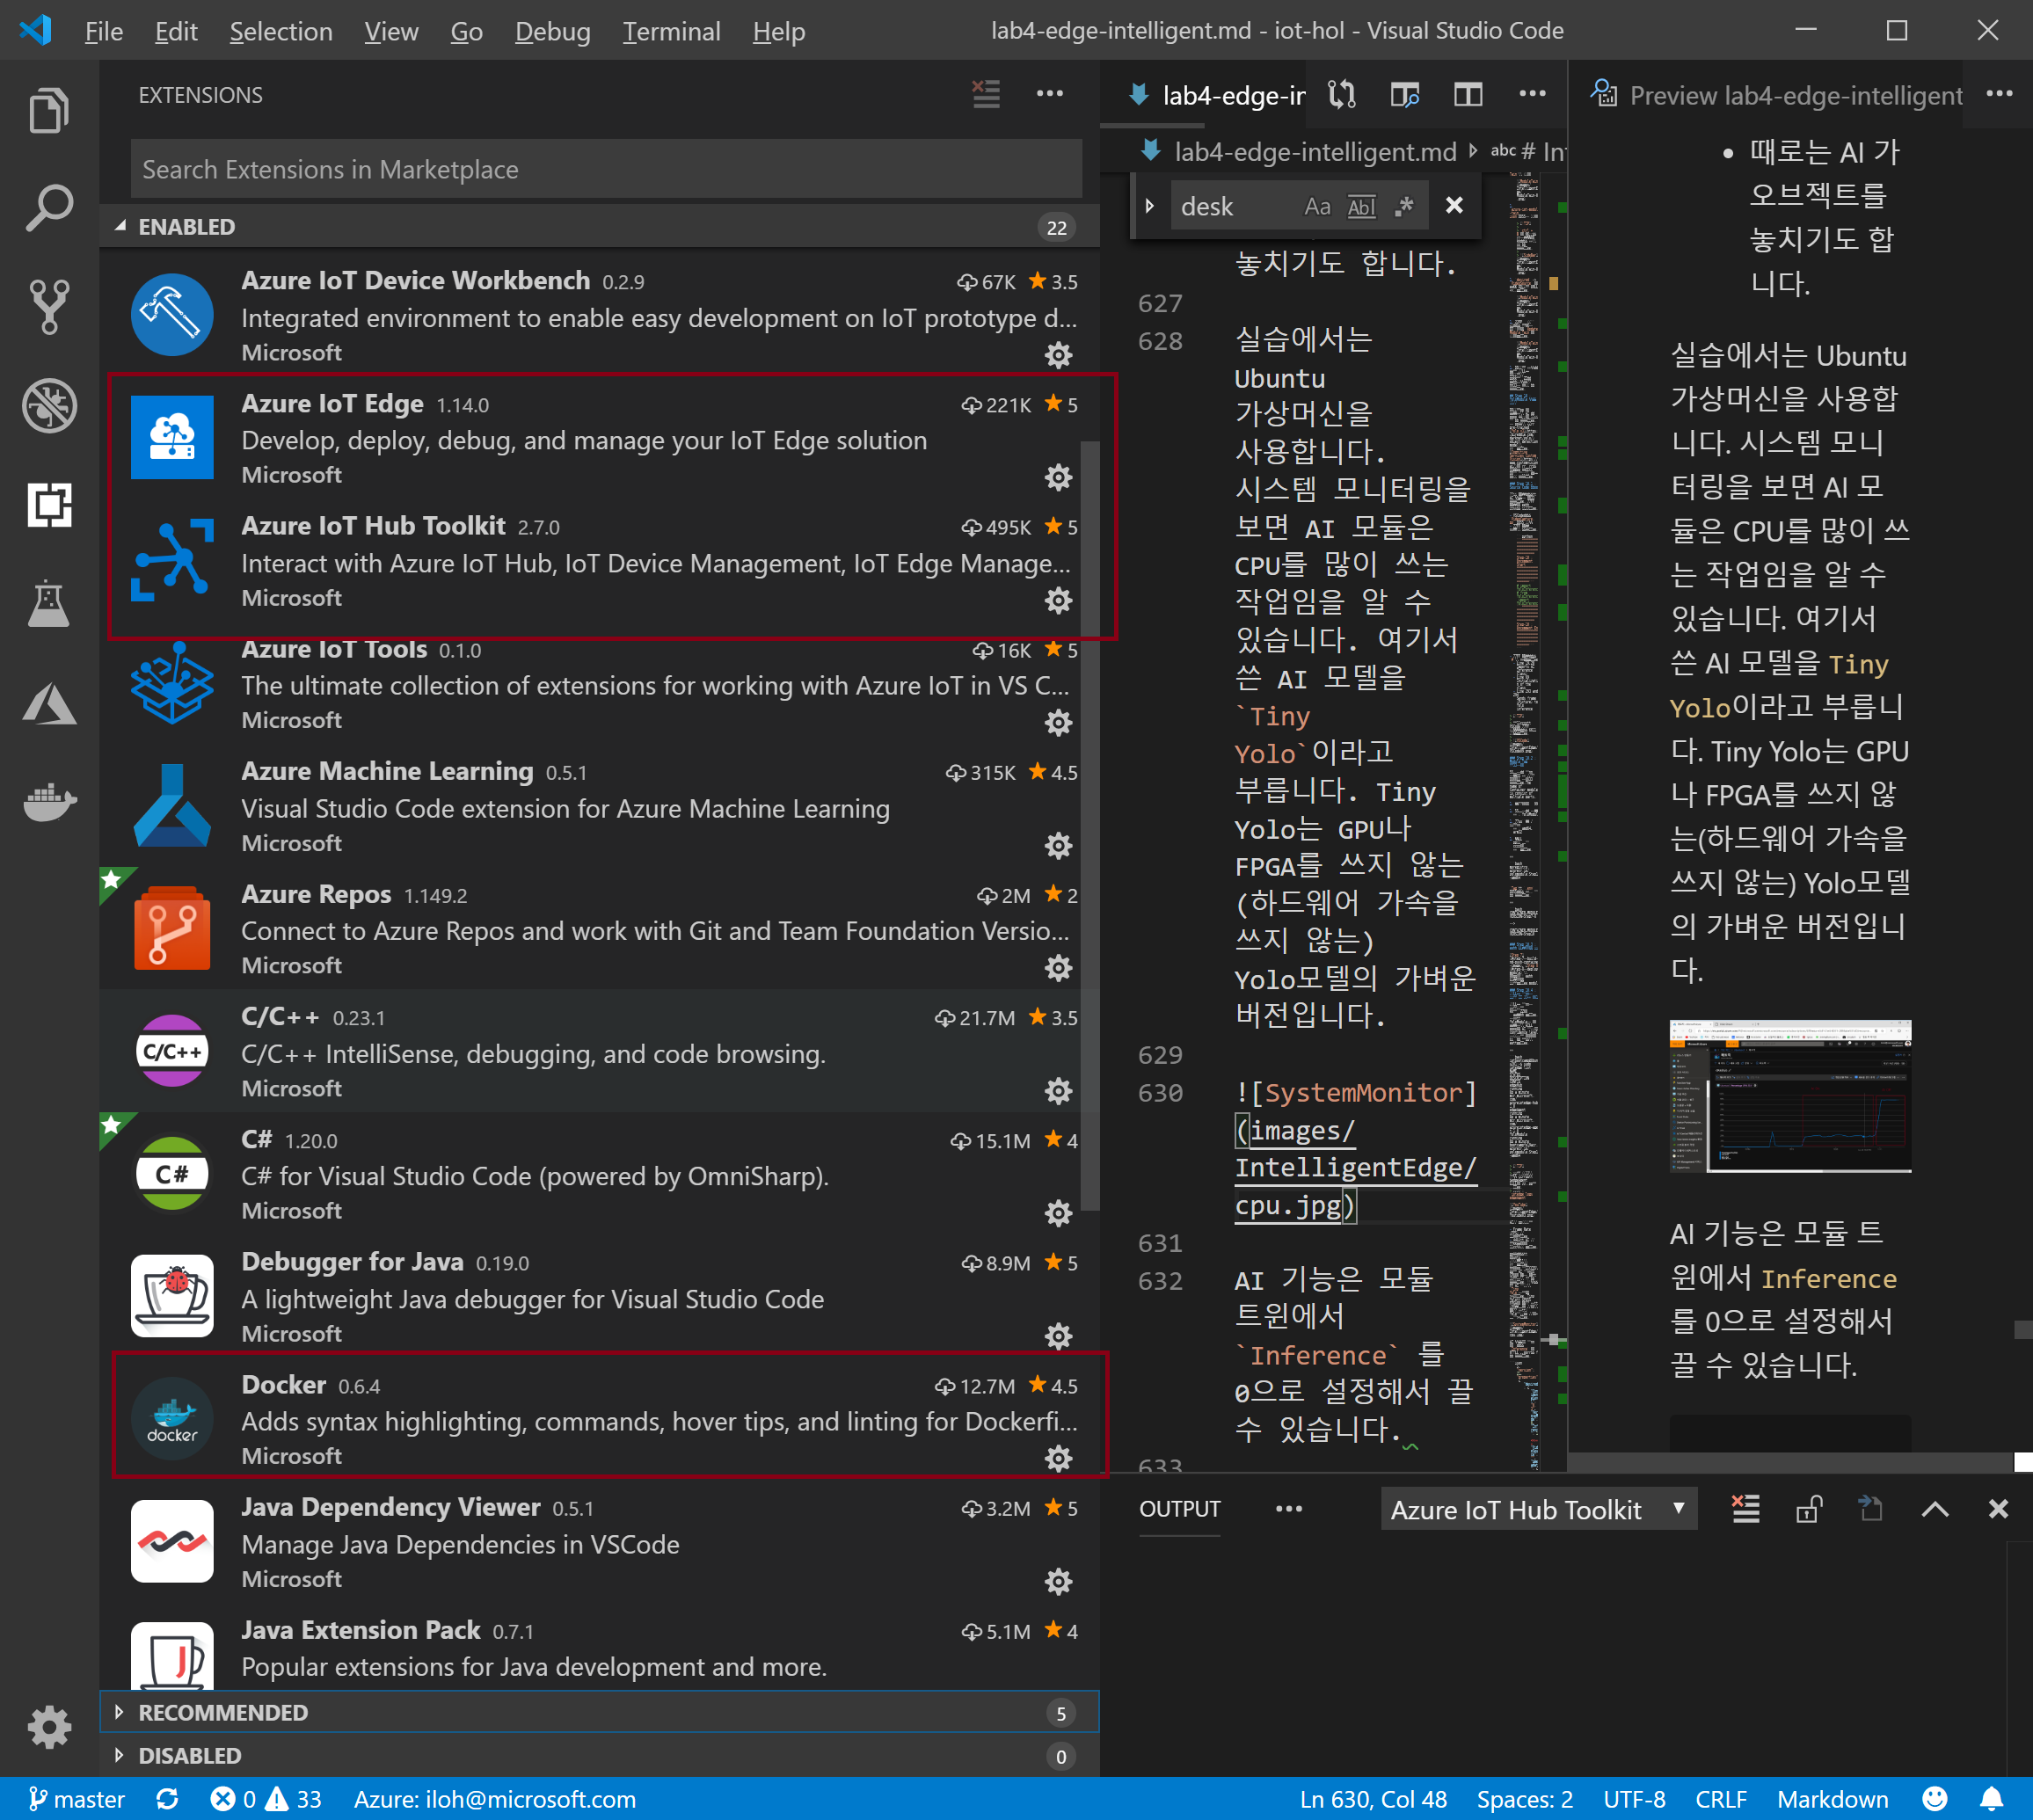 File Edit Selection View Go Debug Terminal Help
lab4-edge-intelligent.md - iot-hol - Visual Studio Code
EXTENSIONS
Search Extensions in Marketplace
ENABLED 22
Azure IoT Device Workbench 0.2.9 67K 3.5
Integrated environment to enable easy development on IoT prototype d...
Microsoft
Azure IoT Edge 1.14.0 221K 5
Develop, deploy, debug, and manage your IoT Edge solution
Microsoft
Azure IoT Hub Toolkit 2.7.0 495K 5
Interact with Azure IoT Hub, IoT Device Management, IoT Edge Manage...
Microsoft
Azure IoT Tools 0.1.0 16K 5
The ultimate collection of extensions for working with Azure IoT in VS C...
Microsoft
Azure Machine Learning 0.5.1 315K 4.5
Visual Studio Code extension for Azure Machine Learning
Microsoft
Azure Repos 1.149.2 2M 2
Connect to Azure Repos and work with Git and Team Foundation Versio...
Microsoft
C/C++
C/C++ 0.23.1 21.7M 3.5
C/C++ IntelliSense, debugging, and code browsing.
Microsoft
C#
C# 1.20.0 15.1M 4
C# for Visual Studio Code (powered by OmniSharp).
Microsoft
Debugger for Java 0.19.0 8.9M 5
A lightweight Java debugger for Visual Studio Code
Microsoft
docker
Docker 0.6.4 12.7M 4.5
Adds syntax highlighting, commands, hover tips, and linting for Dockerfi...
Microsoft
Java Dependency Viewer 0.5.1 3.2M 5
Manage Java Dependencies in VSCode
Microsoft
J
Java Extension Pack 0.7.1 5.1M 4
Popular extensions for Java development and more.
RECOMMENDED 5
DISABLED 0
lab4-edge-in
lab4-edge-intelligent.md abc # Int
desk Aa Abl .*
놓치기도 합니다.
627
628 실습에서는
Ubuntu
가상머신을
사용합니다.
시스템 모니터링을
보면 AI 모듈은
CPU를 많이 쓰는
작업임을 알 수
있습니다. 여기서
쓴 AI 모델을
`Tiny
Yolo`이라고
부릅니다. Tiny
Yolo는 GPU나
FPGA를 쓰지 않는
(하드웨어 가속을
쓰지 않는)
Yolo모델의 가벼운
버전입니다.
629
630 ![SystemMonitor]
(images/
IntelligentEdge/
cpu.jpg)
631
632 AI 기능은 모듈
트윈에서
`Inference` 를
0으로 설정해서 끌
수 있습니다.
633
Preview lab4-edge-intelligent
• 때로는 AI 가
오브젝트를
놓치기도 합
니다.
실습에서는 Ubuntu
가상머신을 사용합
니다. 시스템 모니
터링을 보면 AI 모
듈은 CPU를 많이 쓰
는 작업임을 알 수
있습니다. 여기서
쓴 AI 모델을 Tiny
Yolo이라고 부릅니
다. Tiny Yolo는 GPU
나 FPGA를 쓰지 않
는(하드웨어 가속을
쓰지 않는) Yolo모델
의 가벼운 버전입니
다.
AI 기능은 모듈 트
윈에서 Inference
를 0으로 설정해서
끌 수 있습니다.
OUTPUT Azure IoT Hub Toolkit
master 0 33 Azure: iloh@microsoft.com
Ln 630, Col 48 Spaces: 2 UTF-8 CRLF Markdown